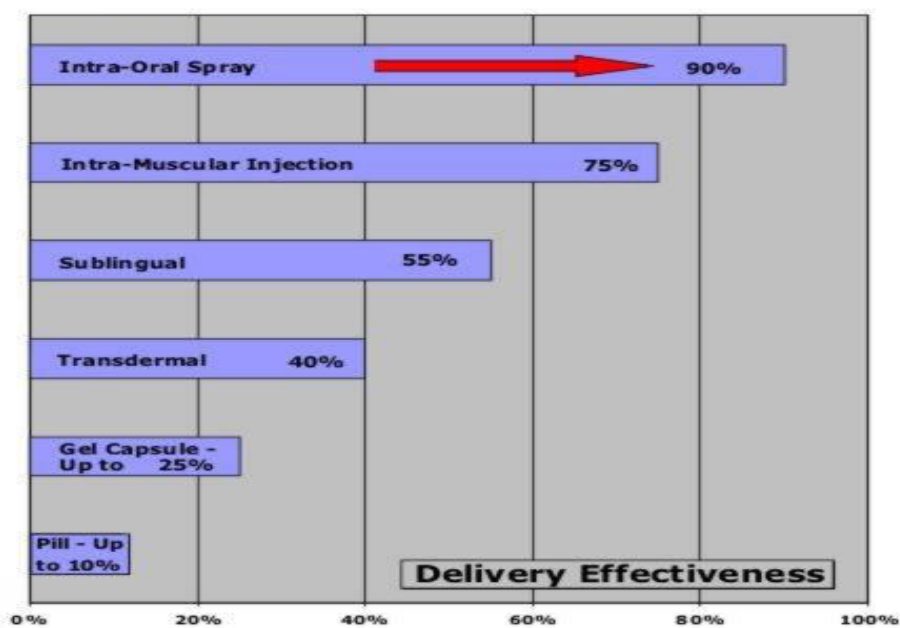 Intra-Oral Spray 90%
Intra-Muscular Injection 75%
Sublingual 55%
Transdermal 40%
Gel Capsule -
Up to 25%
Pill - Up
to 10%
Delivery Effectiveness
0% 20% 40% 60% 80% 100%